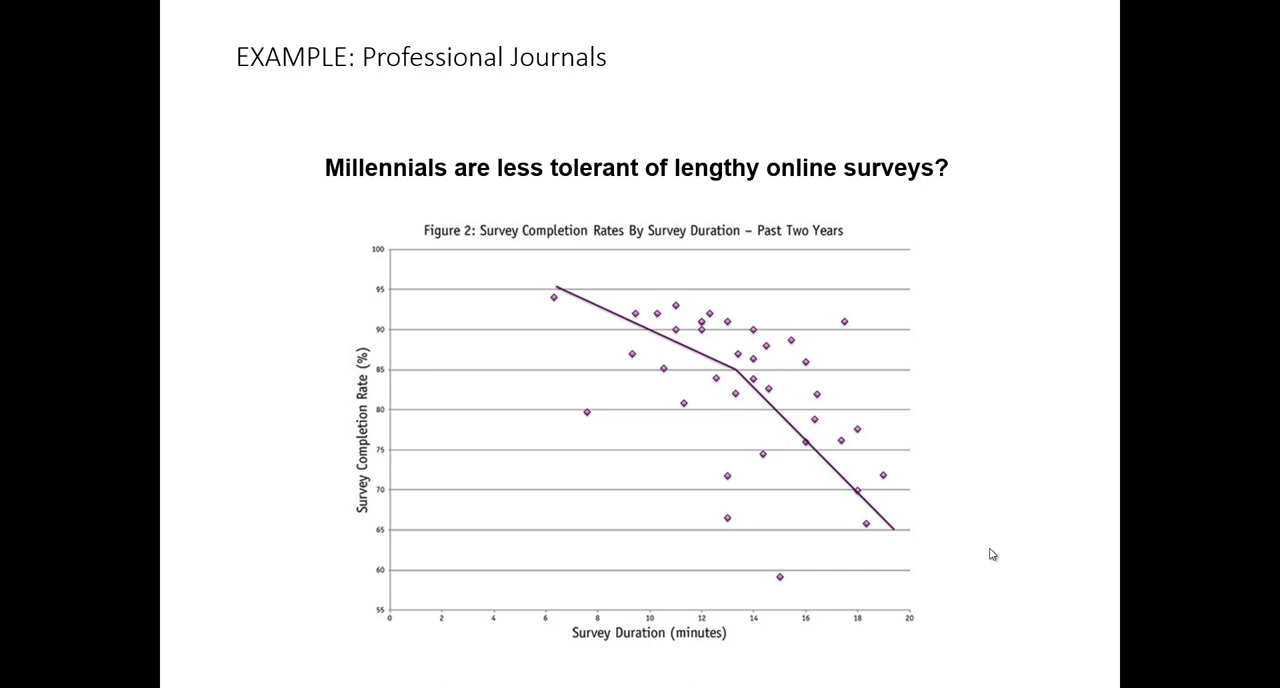 EXAMPLE: Professional Journals
Millennials are less tolerant of lengthy online surveys?
Figure 2: Survey Completion Rates By Survey Duration – Past Two Years
Survey Completion Rate (%)
100
95
90
85
80
75
70
65
60
55
0 2 4 6 8 10 12 14 16 18 20
Survey Duration (minutes)